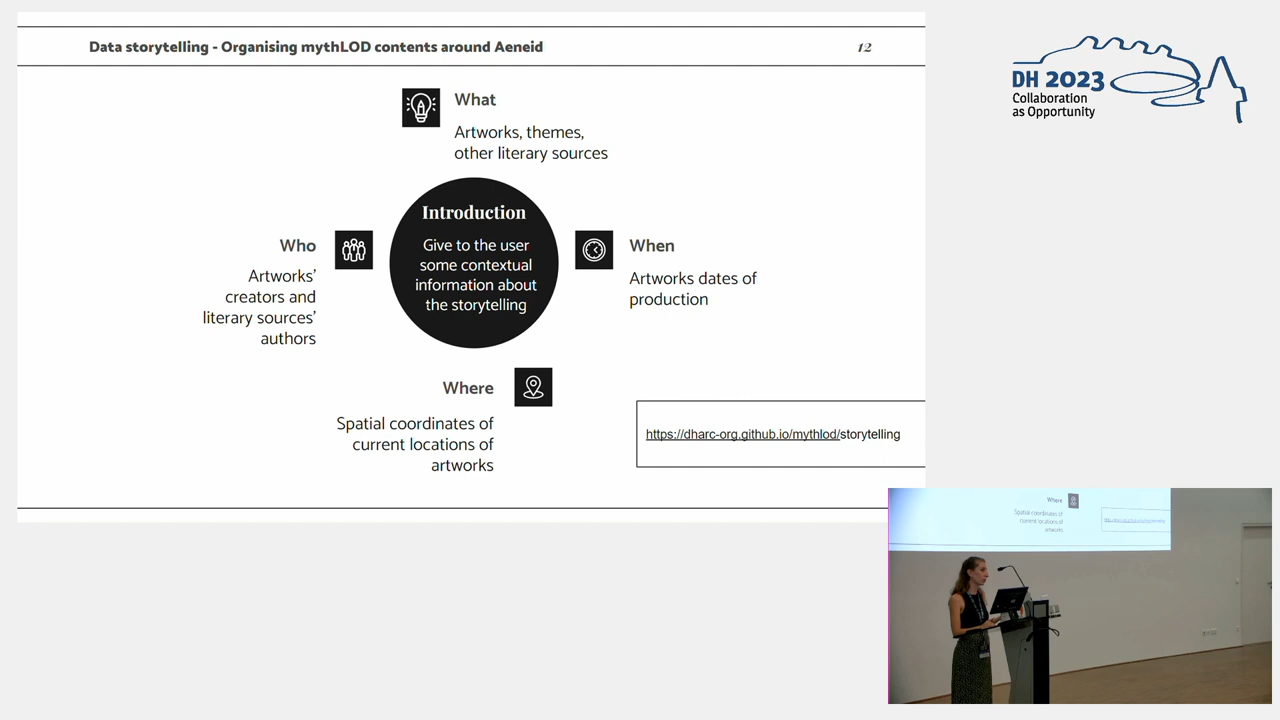 Data storytelling - Organising mythLOD contents around Aeneid
12
What
Artworks, themes,
other literary sources
Introduction
Give to the user
some contextual
information about
the storytelling
Who
Artworks’
creators and
literary sources’
authors
When
Artworks dates of
production
Where
Spatial coordinates of
current locations of
artworks
https://dharc-org.github.io/mythlod/storytelling
DH 2023
Collaboration
as Opportunity
Where
Spatial coordinates of
current locations of
artworks